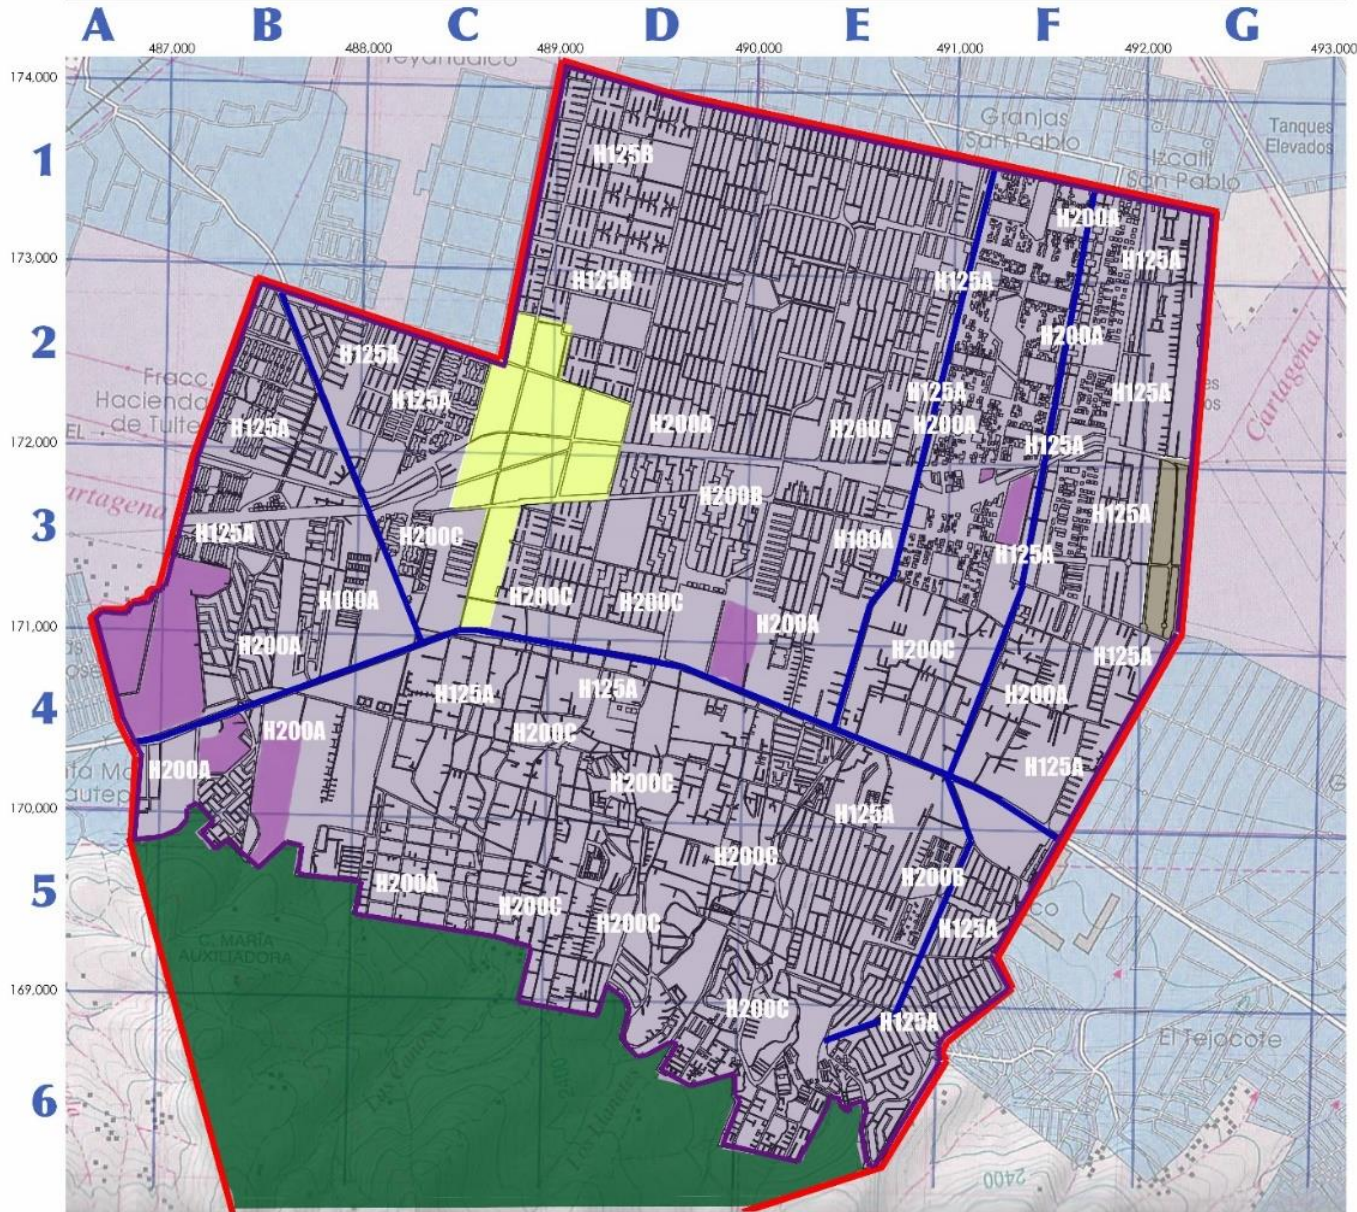 A B C D E F G
487,000 488,000 489,000 490,000 491,000 492,000 493,000
174,000
Granjas
San Pablo
Tanques
Elevados
1
H125B
Izcalli
San Pablo
H200A
173,000
H125A
H125B
H125A
2
H200A
H125A
Fracc.
Hacienda
de Tulte
H125A
H125A
H125A
Cartagena
H125A
H200A
H200A
H200A
172,000
H125A
H200B
3
H125A
H200C
H100A
H125A
H125A
H100A
H200C
H200C
171,000
H200A
H200A
H200C
H125A
4
H125A
H125A
H200A
H200A
H200C
H200A
H200C
H125A
170,000
H125A
H200C
5
H200A
H200B
H200C
H200C
H125A
C. MARÍA
AUXILIADORA
169,000
H200C
H125A
El Tejocote
6
2400